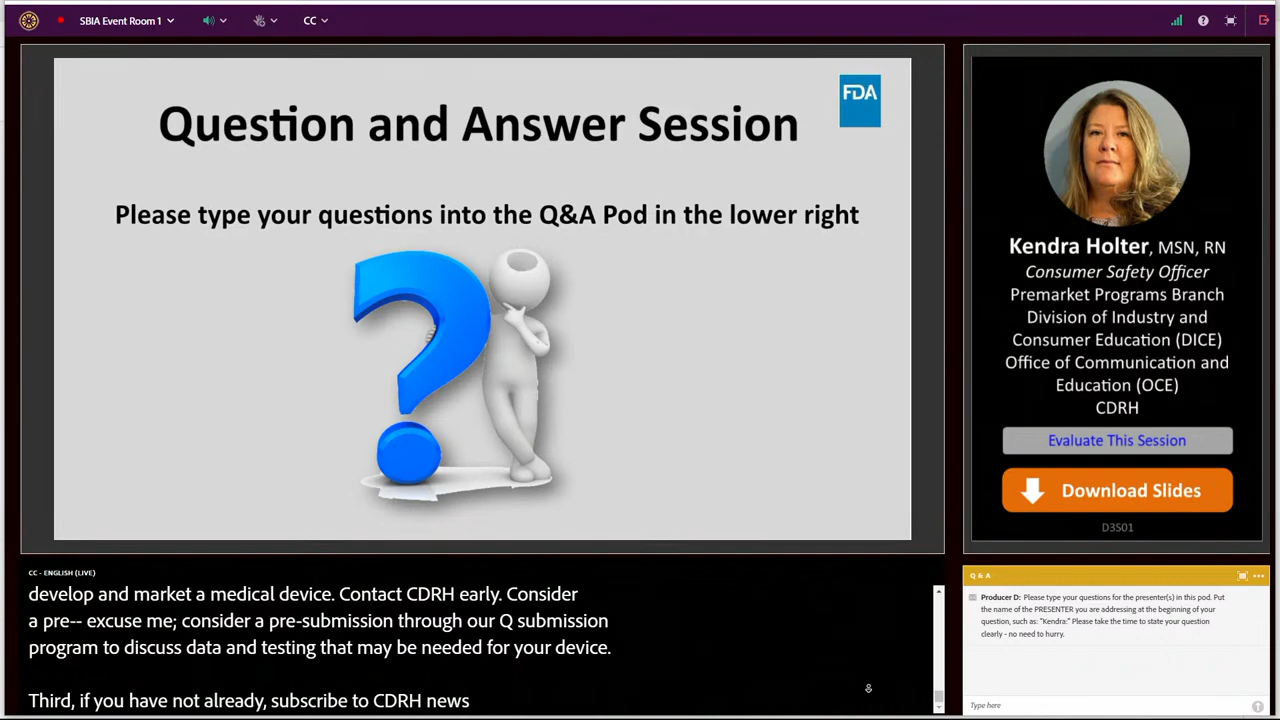 SBIA Event Room 1
CC
Question and Answer Session
FDA
Please type your questions into the Q&A Pod in the lower right
Kendra Holter, MSN, RN
Consumer Safety Officer
Premarket Programs Branch
Division of Industry and
Consumer Education (DICE)
Office of Communication and
Education (OCE)
CDRH
Evaluate This Session
Download Slides
D3S01
CC - ENGLISH (LIVE)
develop and market a medical device. Contact CDRH early. Consider
a pre-- excuse me; consider a pre-submission through our Q submission
program to discuss data and testing that may be needed for your device.
Third, if you have not already, subscribe to CDRH news
Q & A
Producer D: Please type your questions for the presenter(s) in this pod. Put
the name of the PRESENTER you are addressing at the beginning of your
question, such as: "Kendra:" Please take the time to state your question
clearly - no need to hurry.
Type here